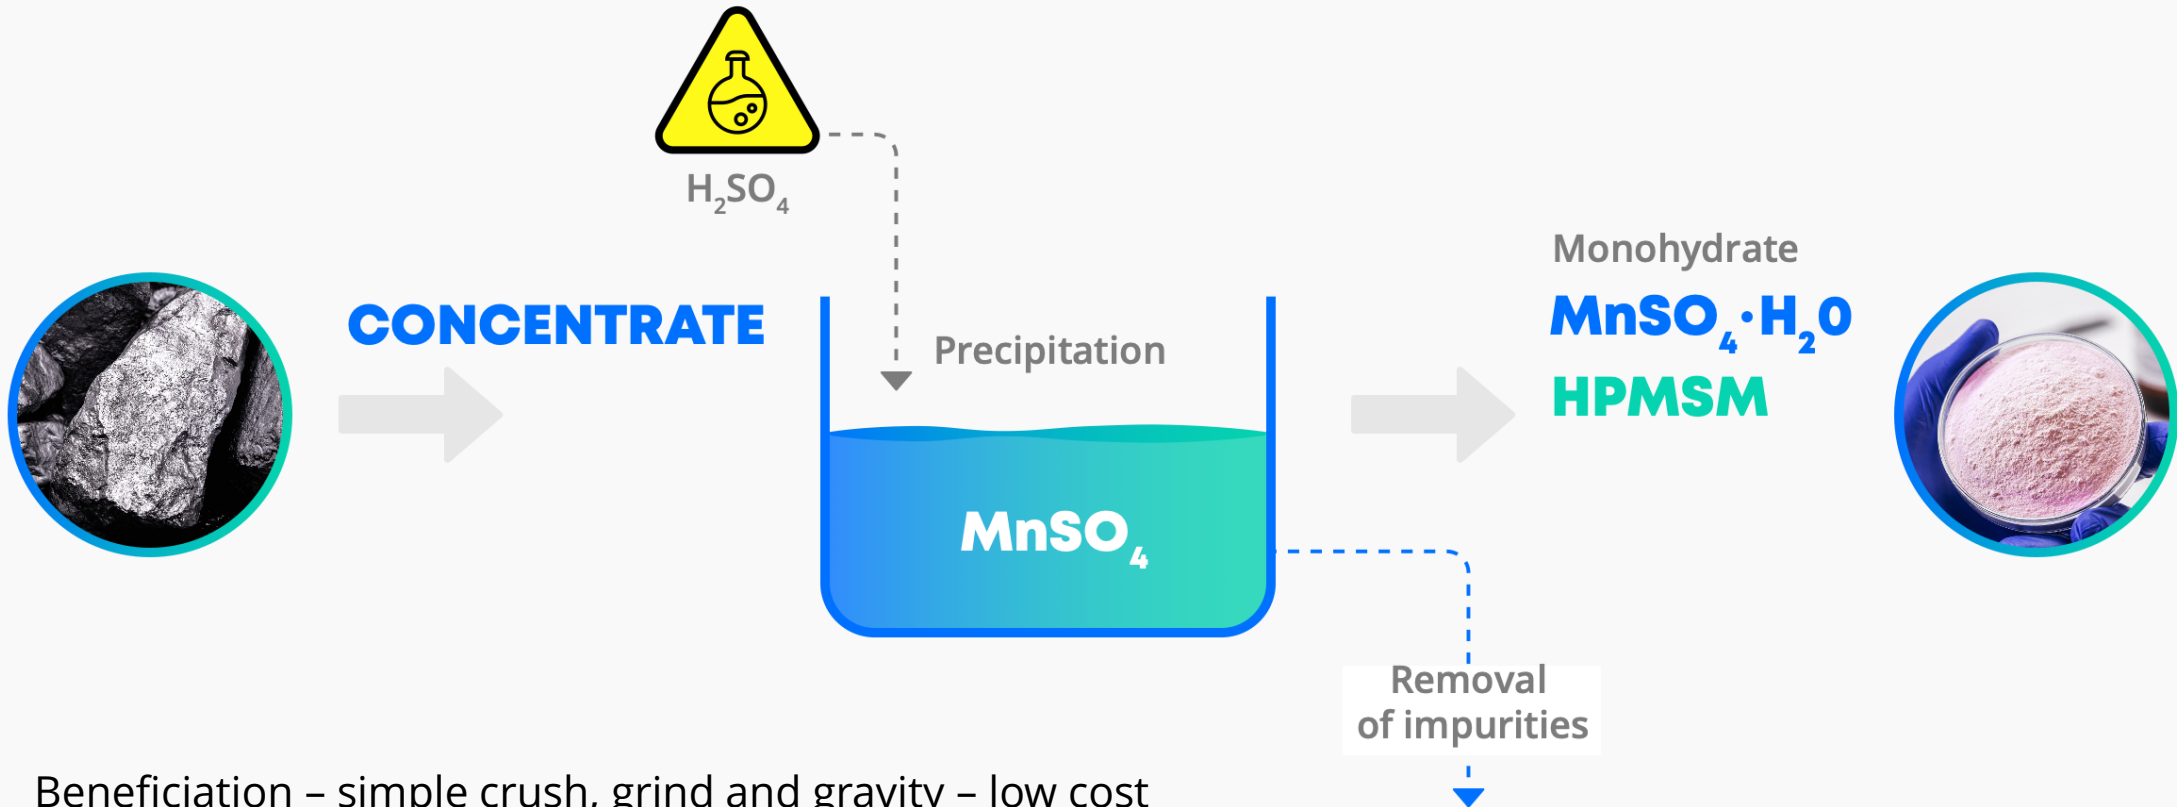 H₂SO₄
CONCENTRATE
Precipitation
MnSO₄
Monohydrate
MnSO₄·H₂0
HPMSM
Removal
of impurities
Beneficiation – simple crush, grind and gravity – low cost